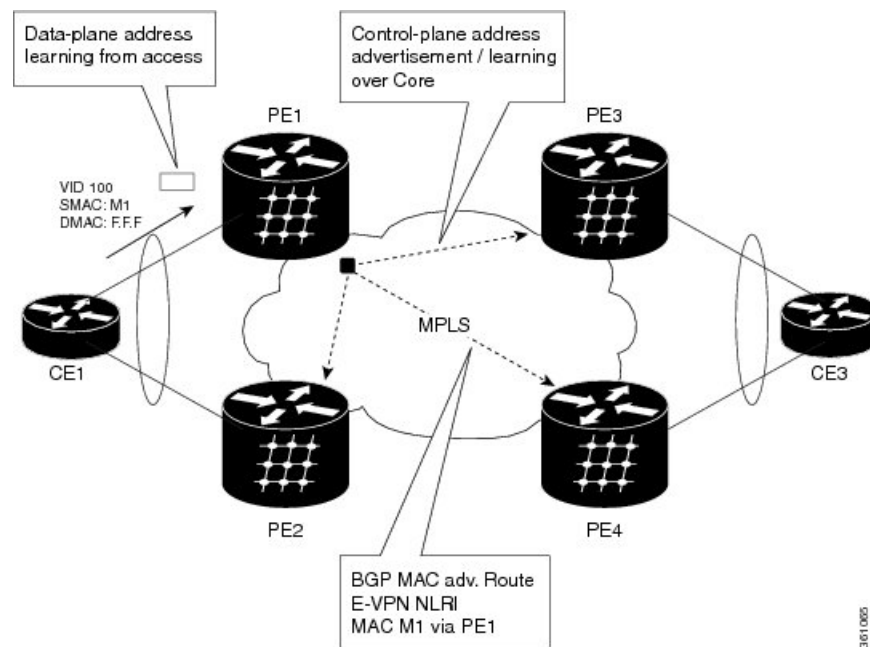 Data-plane address
learning from access
Control-plane address
advertisement / learning
over Core
PE1
PE3
VID 100
SMAC: M1
DMAC: F.F.F
MPLS
CE1
CE3
PE2
PE4
BGP MAC adv. Route
E-VPN NLRI
MAC M1 via PE1
361065